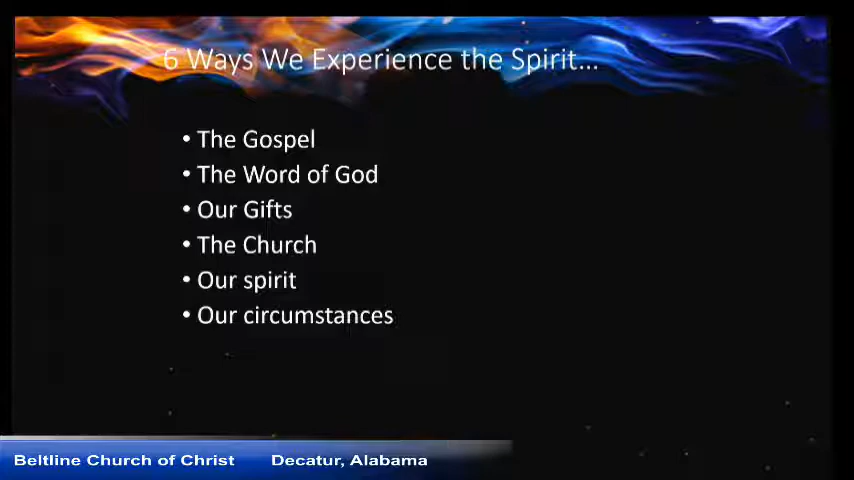 6 Ways We Experience the Spirit...
• The Gospel
• The Word of God
• Our Gifts
• The Church
• Our spirit
• Our circumstances
Beltline Church of Christ Decatur, Alabama